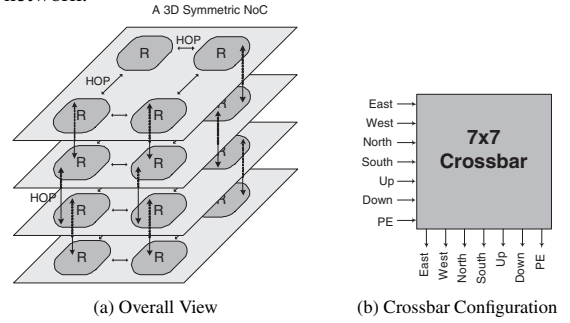 network.
A 3D Symmetric NoC
HOP
R
R
HOP
R
R
R
R
R
R
HOP
R
R
R
R
R
R
East
West
North
South
Up
Down
PE
7x7
Crossbar
East
West
North
South
Up
Down
PE
(a) Overall View
(b) Crossbar Configuration